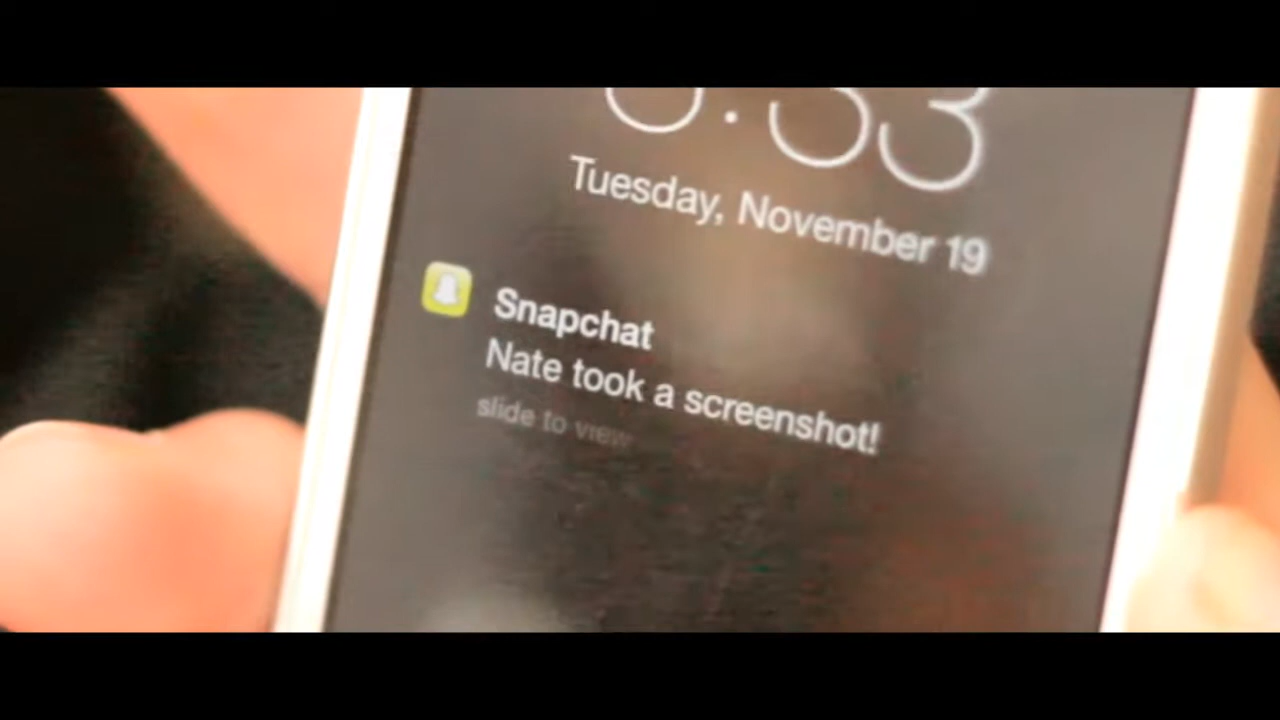 Tuesday, November 19
Snapchat
Nate took a screenshot!
slide to view